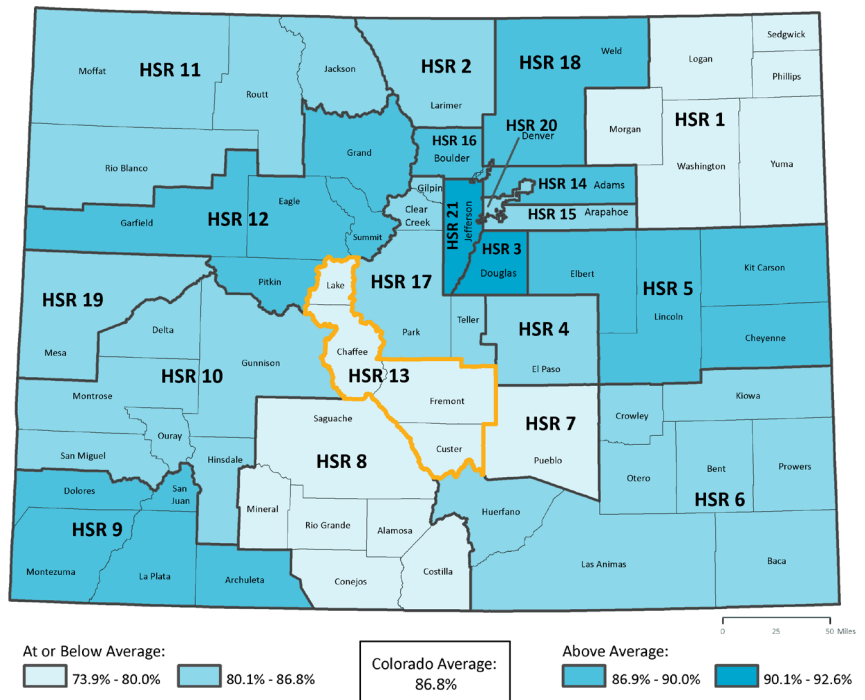 Sedgwick
Logan
Phillips
Moffat
HSR 11
Jackson
Routt
HSR 2
Larimer
HSR 18
Weld
Morgan
HSR 1
Washington
Yuma
HSR 20
Denver
HSR 16
Boulder
Grand
Rio Blanco
Gilpin
Clear
Creek
HSR 21
Jefferson
HSR 14
Adams
HSR 15
Arapahoe
Garfield
HSR 12
Eagle
Summit
HSR 3
Douglas
Elbert
HSR 5
Lincoln
Kit Carson
Cheyenne
Pitkin
Lake
HSR 17
Park
Teller
HSR 19
Mesa
Delta
HSR 10
Gunnison
Chaffee
HSR 13
HSR 4
El Paso
Montrose
Fremont
Custer
Saguache
HSR 8
HSR 7
Pueblo
Kiowa
Crowley
Ouray
San Miguel
Hinsdale
Otero
Bent
Prowers
HSR 6
Dolores
San
Juan
HSR 9
Mineral
Rio Grande
Alamosa
Huerfano
Las Animas
Baca
Montezuma
La Plata
Archuleta
Conejos
Costilla
0 25 50 Miles
At or Below Average:
73.9% - 80.0%
80.1% - 86.8%
Colorado Average:
86.8%
Above Average:
86.9% - 90.0%
90.1% - 92.6%